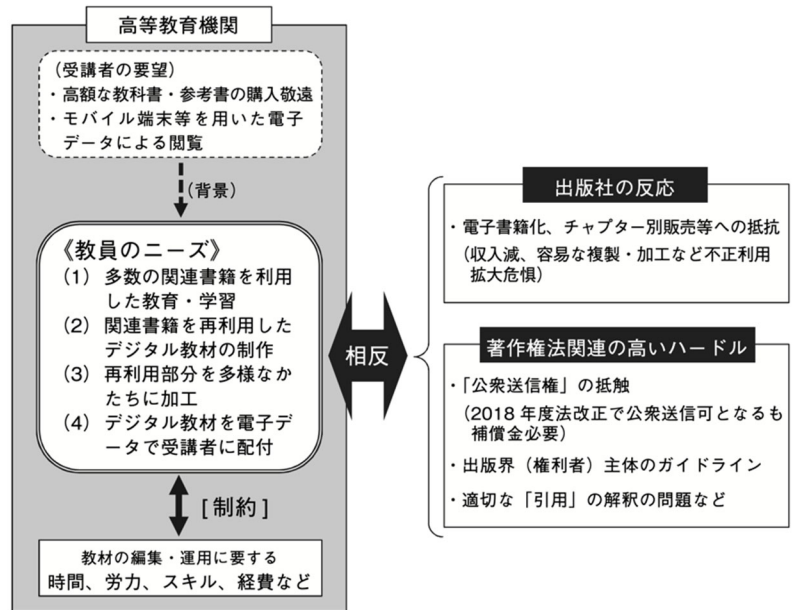 高等教育機関
(受講者の要望)
・高額な教科書・参考書の購入敬遠
・モバイル端末等を用いた電子
データによる閲覧
(背景)
《教員のニーズ》
(1) 多数の関連書籍を利用
した教育・学習
(2) 関連書籍を再利用した
デジタル教材の制作
(3) 再利用部分を多様なか
たちに加工
(4) デジタル教材を電子デー
タで受講者に配付
[制約]
教材の編集・運用に要する
時間、労力、スキル、経費など
相反
出版社の反応
・電子書籍化、チャプター別販売等への抵抗
(収入減、容易な複製・加工など不正利用
拡大危惧)
著作権法関連の高いハードル
・「公衆送信権」の抵触
(2018 年度法改正で公衆送信可となるも
補償金必要)
・出版界(権利者)主体のガイドライン
・適切な「引用」の解釈の問題など